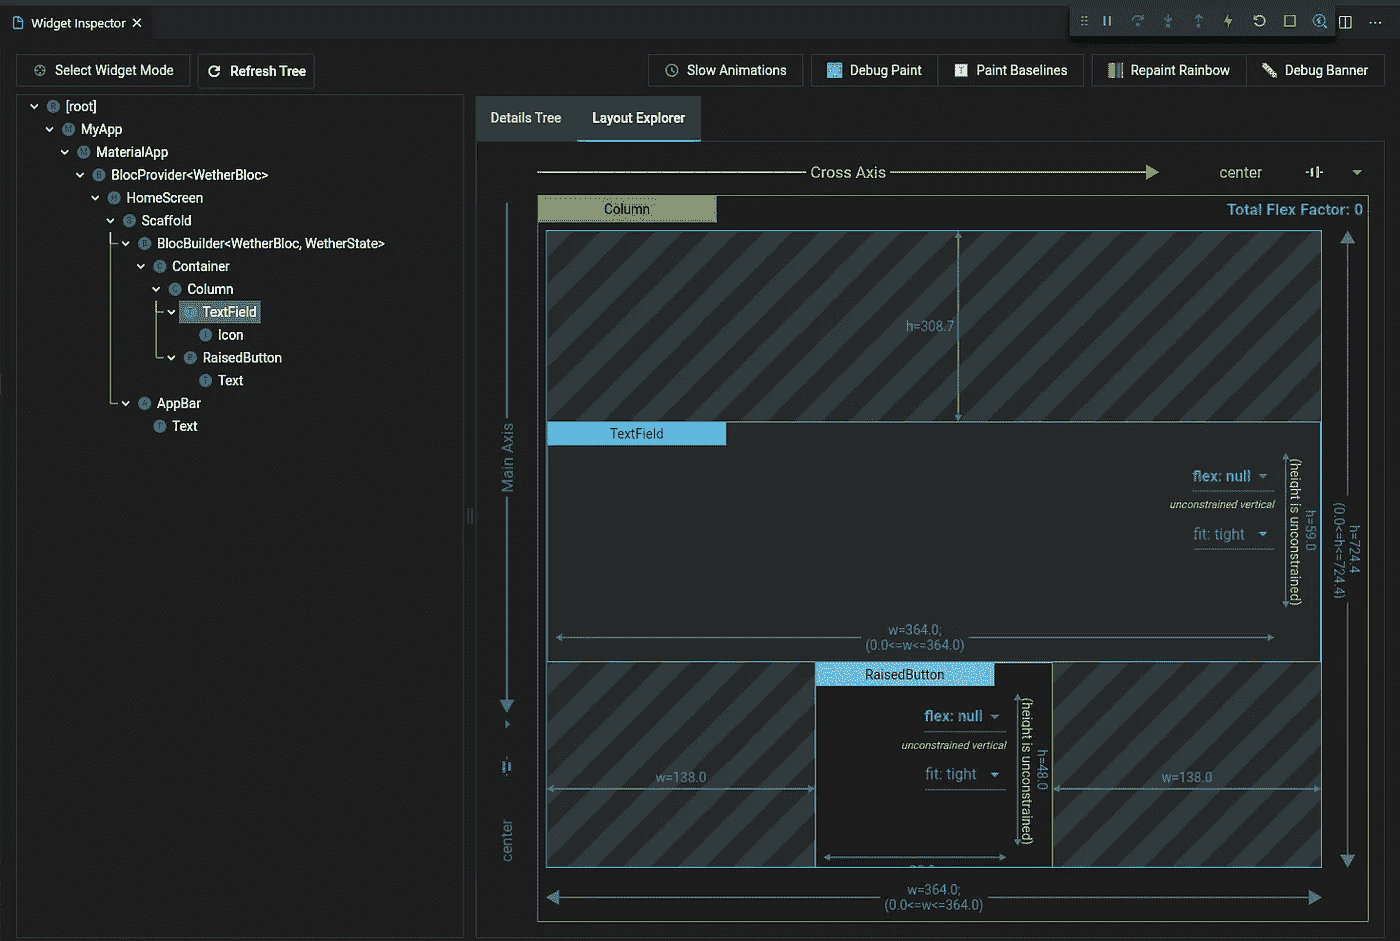 Widget Inspector
Select Widget Mode
Refresh Tree
Slow Animations
Debug Paint
Paint Baselines
Repaint Rainbow
Debug Banner
[root]
MyApp
MaterialApp
BlocProvider<WetherBloc>
HomeScreen
Scaffold
BlocBuilder<WetherBloc, WetherState>
Container
Column
TextField
Icon
RaisedButton
Text
AppBar
Text
Details Tree
Layout Explorer
Cross Axis
center
Column
Total Flex Factor: 0
h=308.7
Main Axis
TextField
flex: null
unconstrained vertical
fit: tight
h=59.0
(height is unconstrained)
w=364.0;
(0.0<=w<=364.0)
h=724.4
(0.0<=h<=724.4)
RaisedButton
flex: null
unconstrained vertical
fit: tight
h=48.0
(height is unconstrained)
w=138.0
w=138.0
center
w=364.0;
(0.0<=w<=364.0)